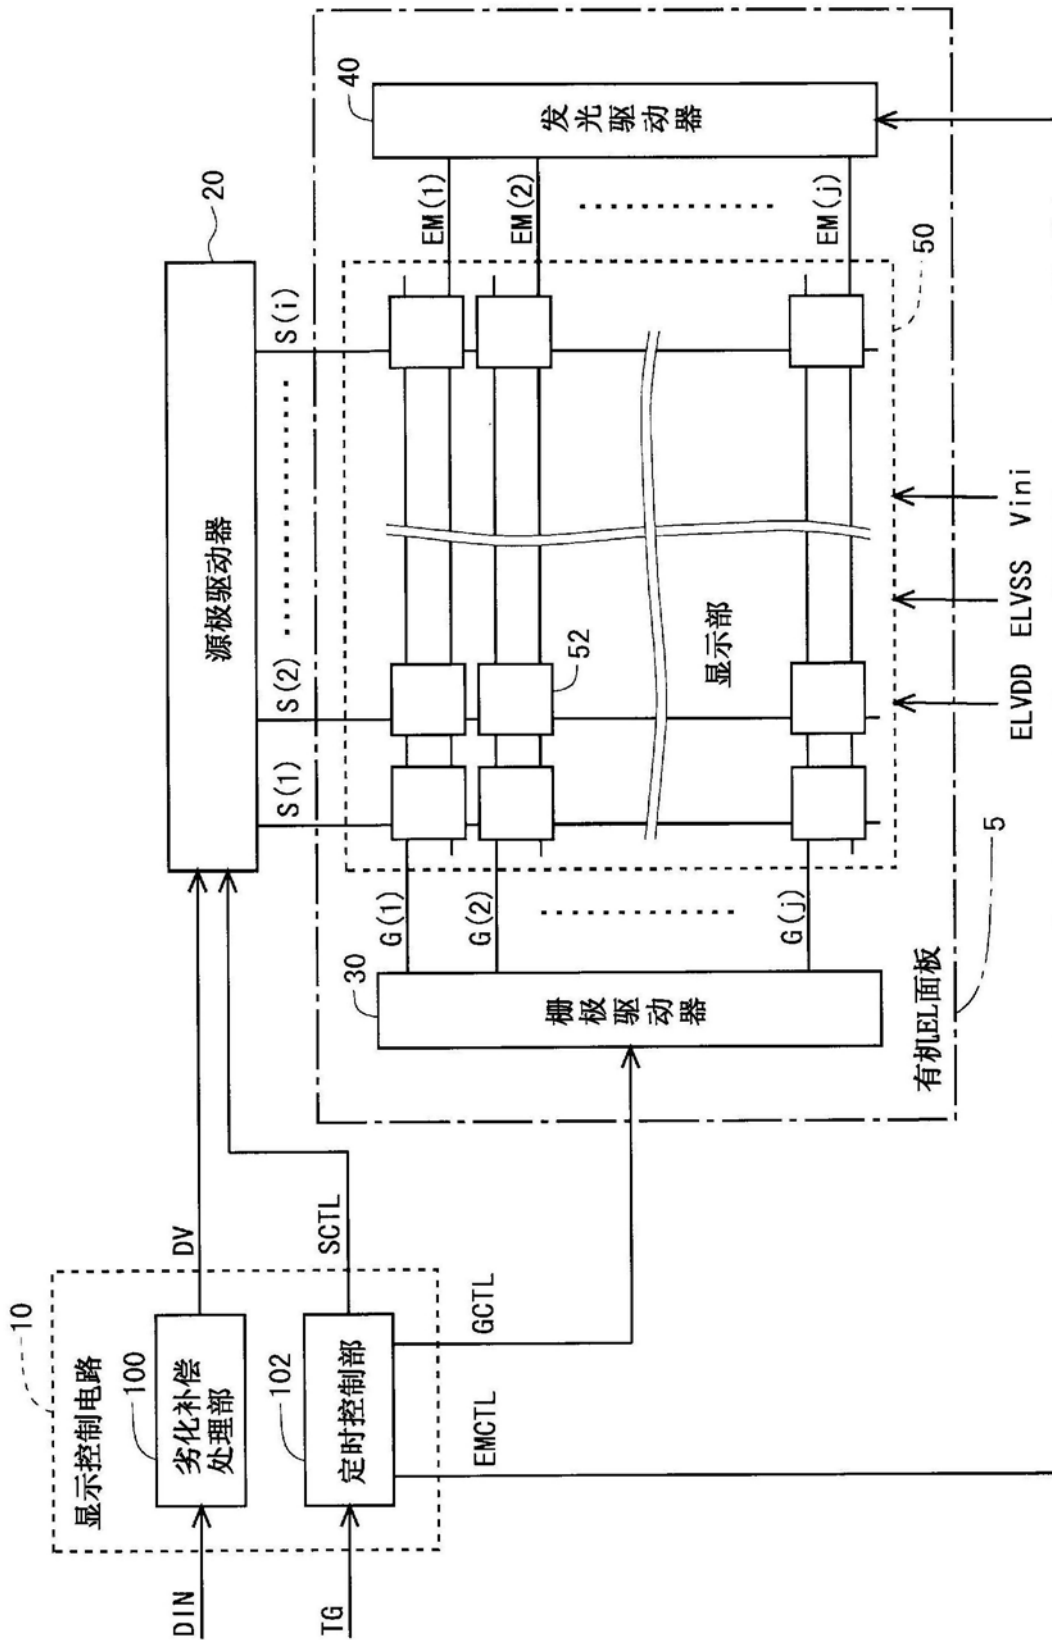 10
显示控制电路
100
劣化补偿
处理部
DIN
DV
102
定时控制部
TG
SCTL
GCTL
EMCTL
20
源极驱动器
S(1)
S(2)
S(i)
30
栅极驱动器
G(1)
G(2)
G(j)
40
发光驱动器
EM(1)
EM(2)
EM(j)
52
显示部
50
有机EL面板
5
ELVDD
ELVSS
Vini